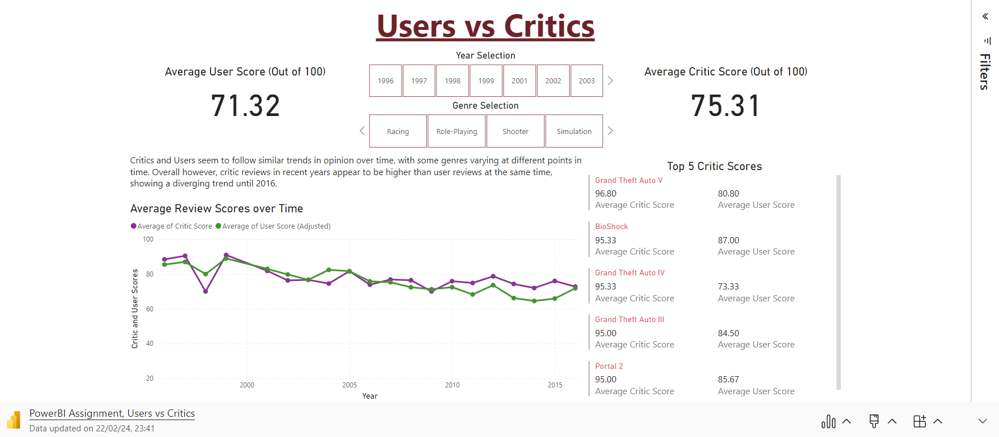 Users vs Critics
Year Selection
Average User Score (Out of 100)
71.32
1996 1997 1998 1999 2001 2002 2003
Average Critic Score (Out of 100)
75.31
Genre Selection
Racing Role-Playing Shooter Simulation
Filters
Critics and Users seem to follow similar trends in opinion over time, with some genres varying at different points in
time. Overall however, critic reviews in recent years appear to be higher than user reviews at the same time,
showing a diverging trend until 2016.
Average Review Scores over Time
Average of Critic Score Average of User Score (Adjusted)
Critic and User Scores
100
80
60
40
20
2000 2005 2010 2015
Year
Top 5 Critic Scores
Grand Theft Auto V
96.80 80.80
Average Critic Score Average User Score
BioShock
95.33 87.00
Average Critic Score Average User Score
Grand Theft Auto IV
95.33 73.33
Average Critic Score Average User Score
Grand Theft Auto III
95.00 84.50
Average Critic Score Average User Score
Portal 2
95.00 85.67
Average Critic Score Average User Score
PowerBI Assignment, Users vs Critics
Data updated on 22/02/24, 23:41